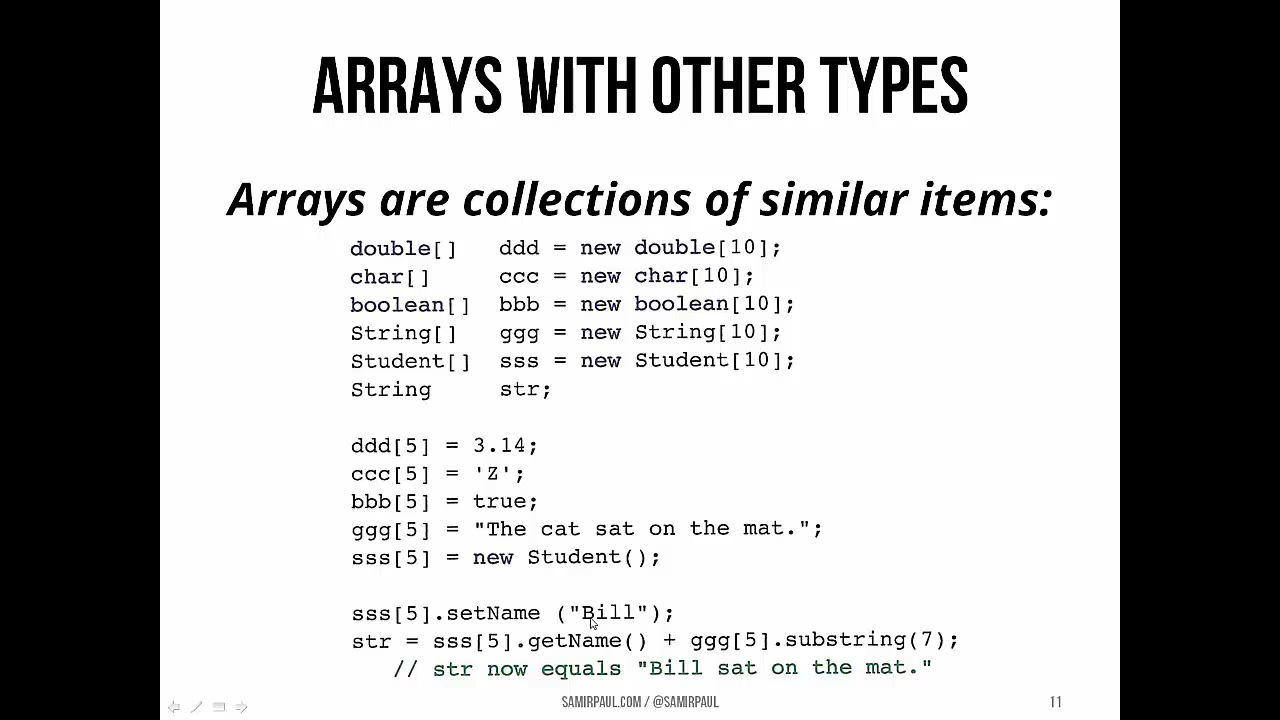 ARRAYS WITH OTHER TYPES
Arrays are collections of similar items:
double[]   ddd = new double[10];
char[]     ccc = new char[10];
boolean[]  bbb = new boolean[10];
String[]   ggg = new String[10];
Student[]  sss = new Student[10];
String     str;
ddd[5] = 3.14;
ccc[5] = 'Z';
bbb[5] = true;
ggg[5] = "The cat sat on the mat.";
sss[5] = new Student();
sss[5].setName ("Bill");
str = sss[5].getName() + ggg[5].substring(7);
// str now equals "Bill sat on the mat."
SAMIRPAUL.COM / @SAMIRPAUL
11